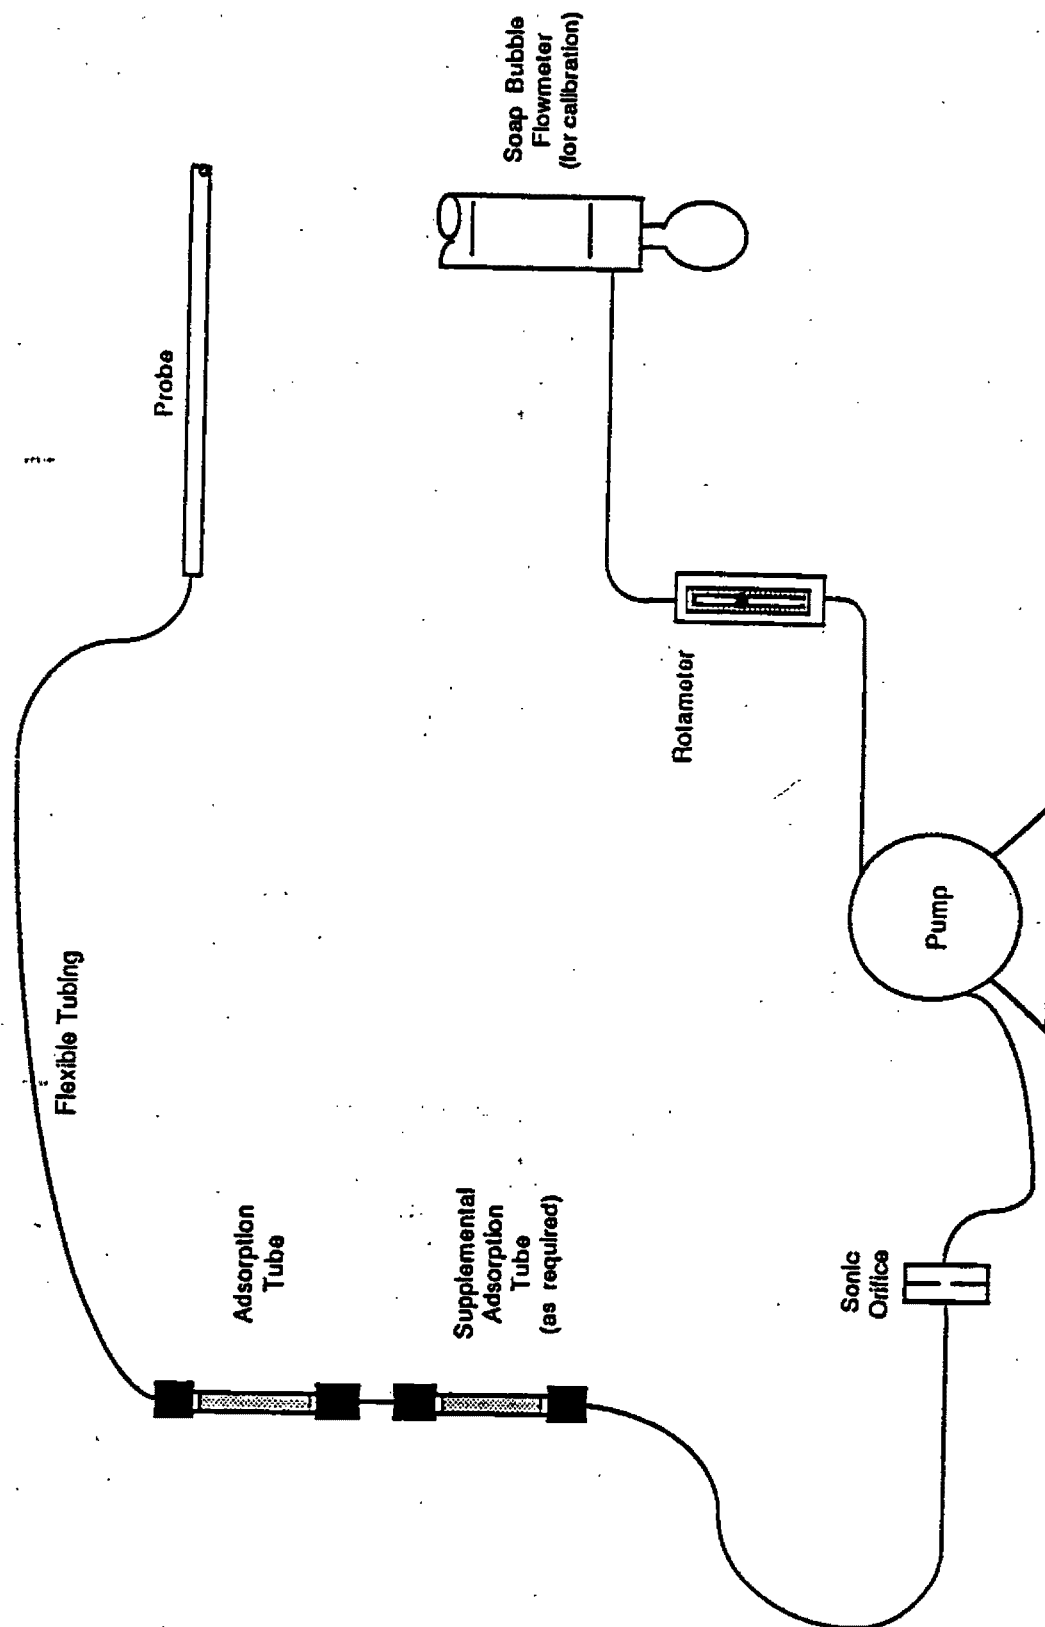 Probe
Flexible Tubing
Adsorption
Tube
Supplemental
Adsorption
Tube
(as required)
Soap Bubble
Flowmeter
(for calibration)
Rotameter
Pump
Sonic
Orifice